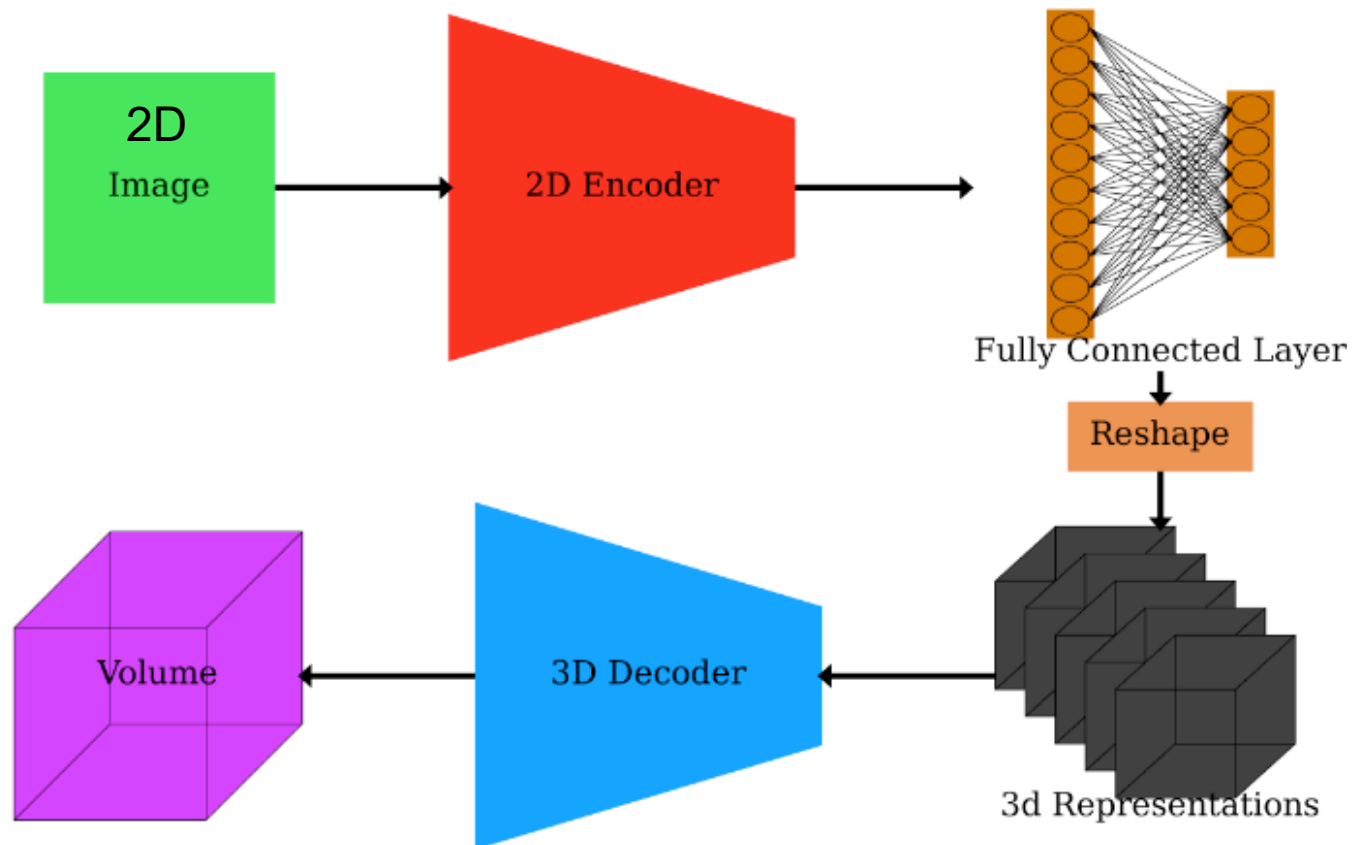 2D
Image
2D Encoder
Fully Connected Layer
Reshape
3d Representations
3D Decoder
Volume